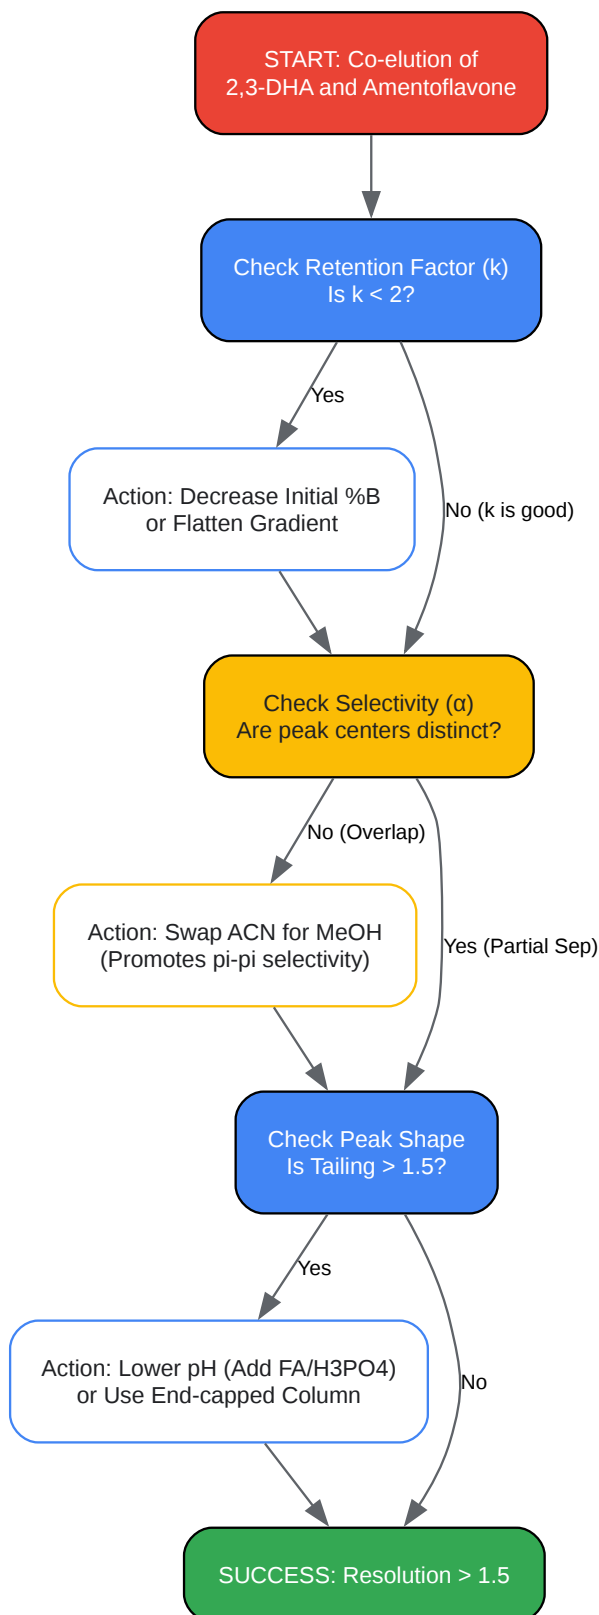 START: Co-elution of
2,3-DHA and Amentoflavone
Check Retention Factor (k)
Is k < 2?
Yes
Action: Decrease Initial %B
or Flatten Gradient
No (k is good)
Check Selectivity (α)
Are peak centers distinct?
No (Overlap)
Action: Swap ACN for MeOH
(Promotes pi-pi selectivity)
Yes (Partial Sep)
Check Peak Shape
Is Tailing > 1.5?
Yes
Action: Lower pH (Add FA/H3PO4)
or Use End-capped Column
No
SUCCESS: Resolution > 1.5